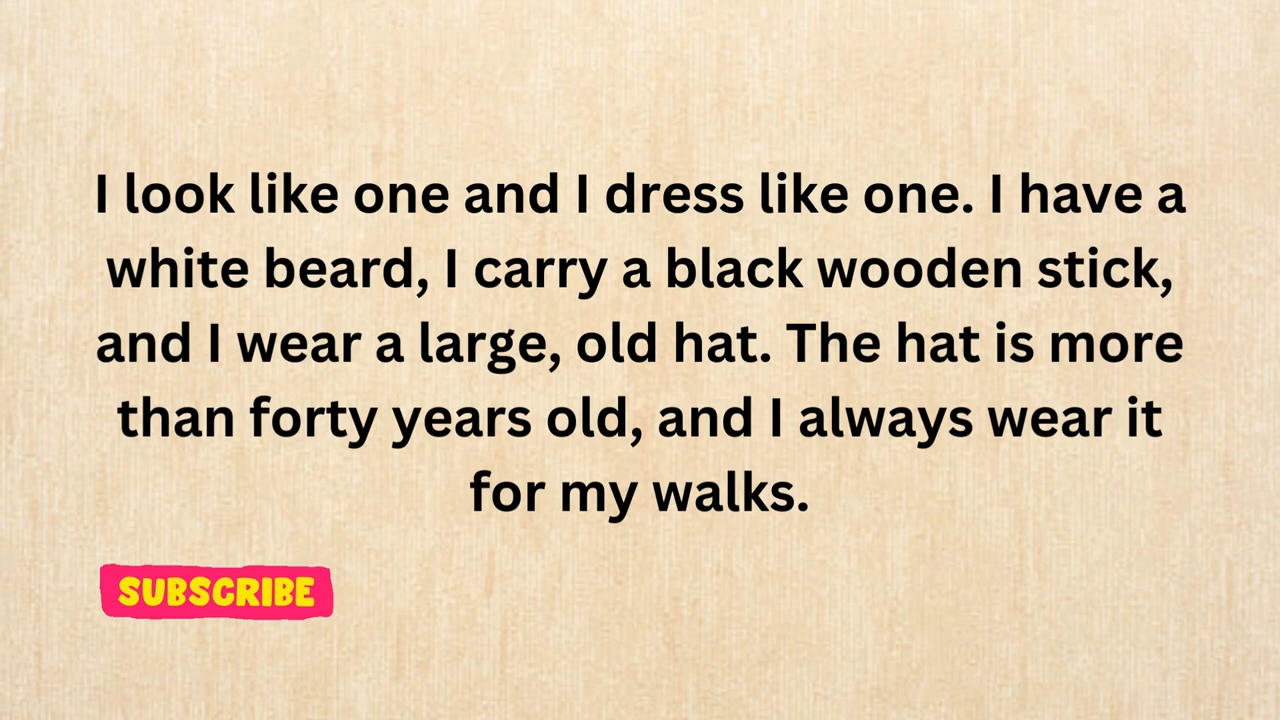 I look like one and I dress like one. I have a
white beard, I carry a black wooden stick,
and I wear a large, old hat. The hat is more
than forty years old, and I always wear it
for my walks.
SUBSCRIBE